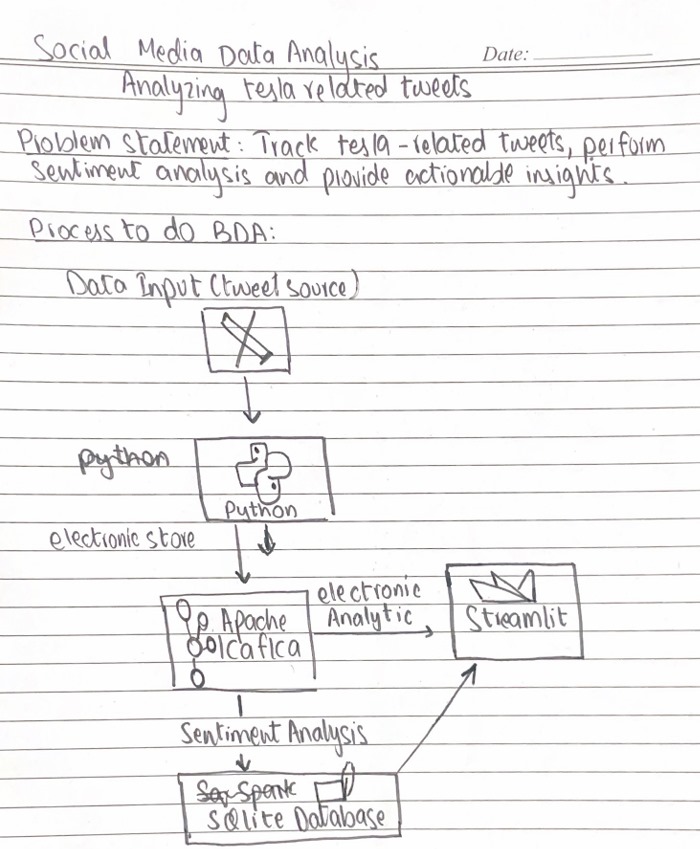 Social Media Data Analysis
Date:
Analyzing tesla related tweets
Problem Statement: Track tesla-related tweets, perform
Sentiment analysis and provide actionable insights.
Process to do BDA:
Data Input (tweet source)
X
python
Python
electronic store
electronic
Analytic
Apache
Kafka
Streamlit
Sentiment Analysis
Spark
SQlite Database